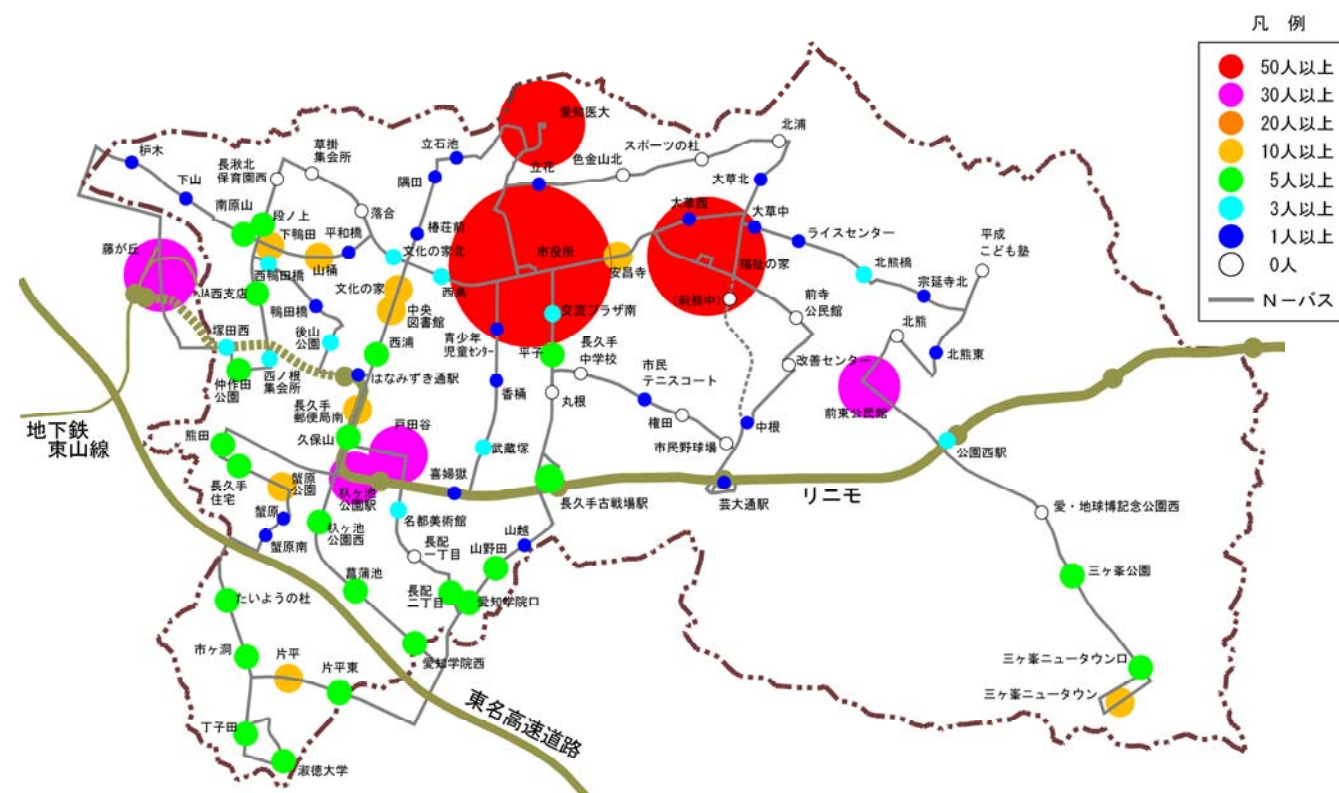 凡 例
50人以上
30人以上
20人以上
10人以上
5人以上
3人以上
1人以上
0人
N－バス
愛知医大
北浦
スポーツの杜
色金山北
立花
立石池
草掛
集会所
枦木
長湫北
保育園西
下山
隅田
大草北
南原山
段ノ上
落合
椿荘前
大草西
大草中
下鴨田
平和橋
文化の家北
市役所
安昌寺
福祉の家
ライスセンター
平成
こども塾
藤が丘
西鴨田橋
山桶
西島
北熊橋
宗延寺北
JA西支店
鴨田橋
文化の家
中央
図書館
交流プラザ南
(前熊中)
前寺
公民館
北熊
塚田西
後山
公園
西浦
青少年
児童センター
平子
長久手
中学校
改善センター
北熊東
仲作田
公園
西ノ根
集会所
はなみずき通駅
香桶
丸根
市民
テニスコート
前東公民館
地下鉄
東山線
長久手
郵便局南
戸田谷
権田
中根
熊田
久保山
武蔵塚
市民野球場
公園西駅
長久手
住宅
蟹原
公園
杁ヶ池
公園駅
喜婦嶽
長久手古戦場駅
芸大通駅
リニモ
蟹原
蟹原南
杁ヶ池
公園西
名都美術館
山越
愛・地球博記念公園西
長配
一丁目
山野田
菖蒲池
長配
二丁目
愛知学院口
三ヶ峯公園
たいようの杜
市ヶ洞
片平
片平東
愛知学院西
三ヶ峯ニュータウン口
三ヶ峯ニュータウン
丁子田
東名高速道路
淑徳大学